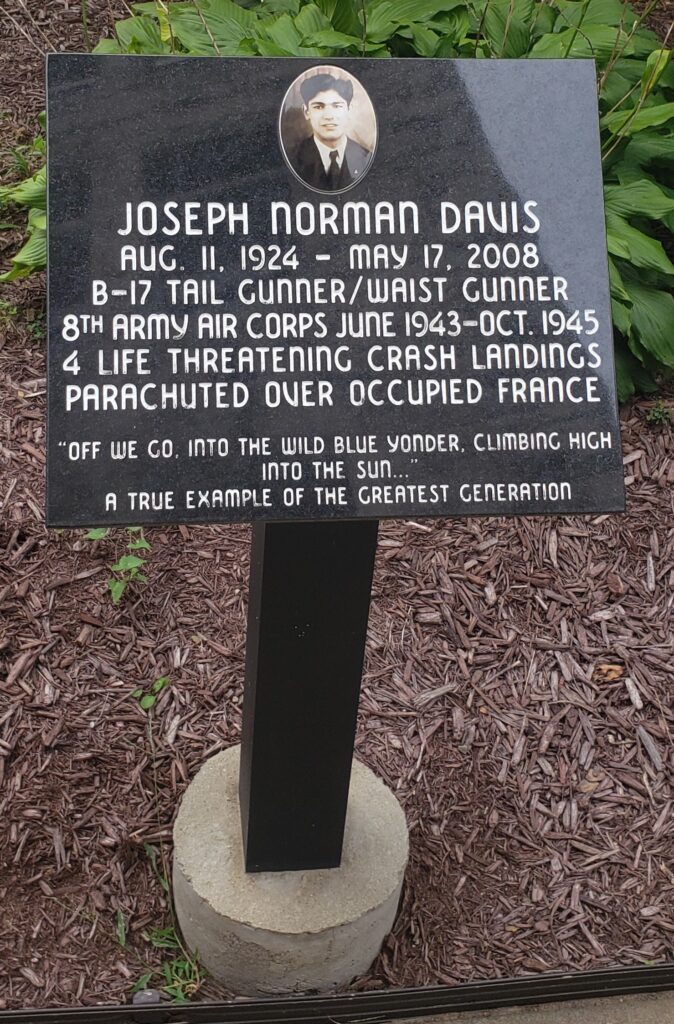 JOSEPH NORMAN DAVIS
AUG. 11, 1924 - MAY 17, 2008
B-17 TAIL GUNNER/WAIST GUNNER
8TH ARMY AIR CORPS JUNE 1943-OCT. 1945
4 LIFE THREATENING CRASH LANDINGS
PARACHUTED OVER OCCUPIED FRANCE
"OFF WE GO, INTO THE WILD BLUE YONDER, CLIMBING HIGH
INTO THE SUN..."
A TRUE EXAMPLE OF THE GREATEST GENERATION